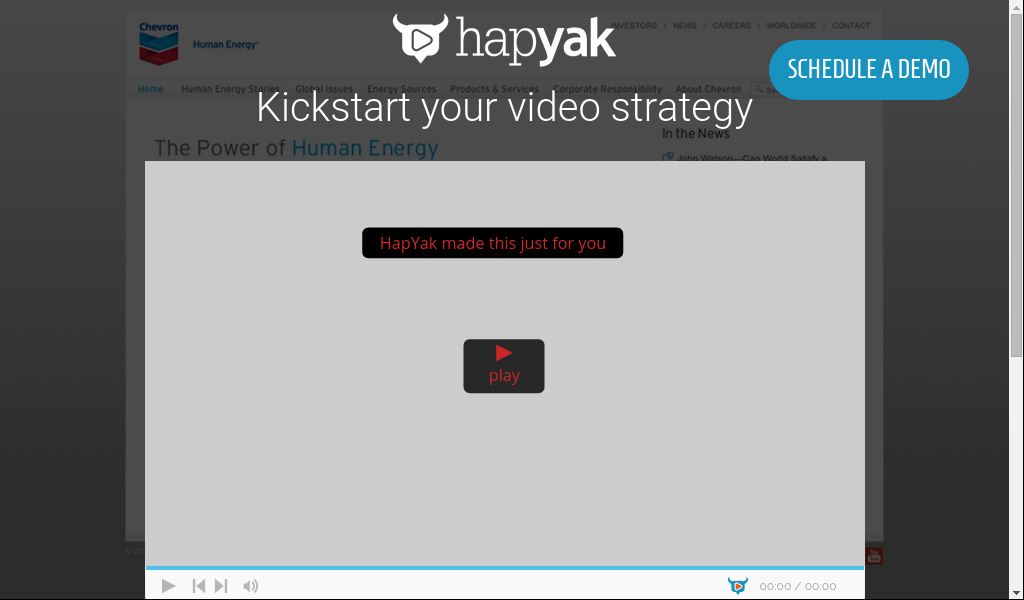 Chevron
Human Energy
INVESTORS | NEWS | CAREERS | WORLDWIDE | CONTACT
hapyak
SCHEDULE A DEMO
Home Human Energy Stories Global Issues Energy Sources Products & Services Corporate Responsibility About Chevron
Kickstart your video strategy
In the News
The Power of Human Energy
John Watson—Can World Satisfy a
HapYak made this just for you
play
You
Tube
00:00 / 00:00